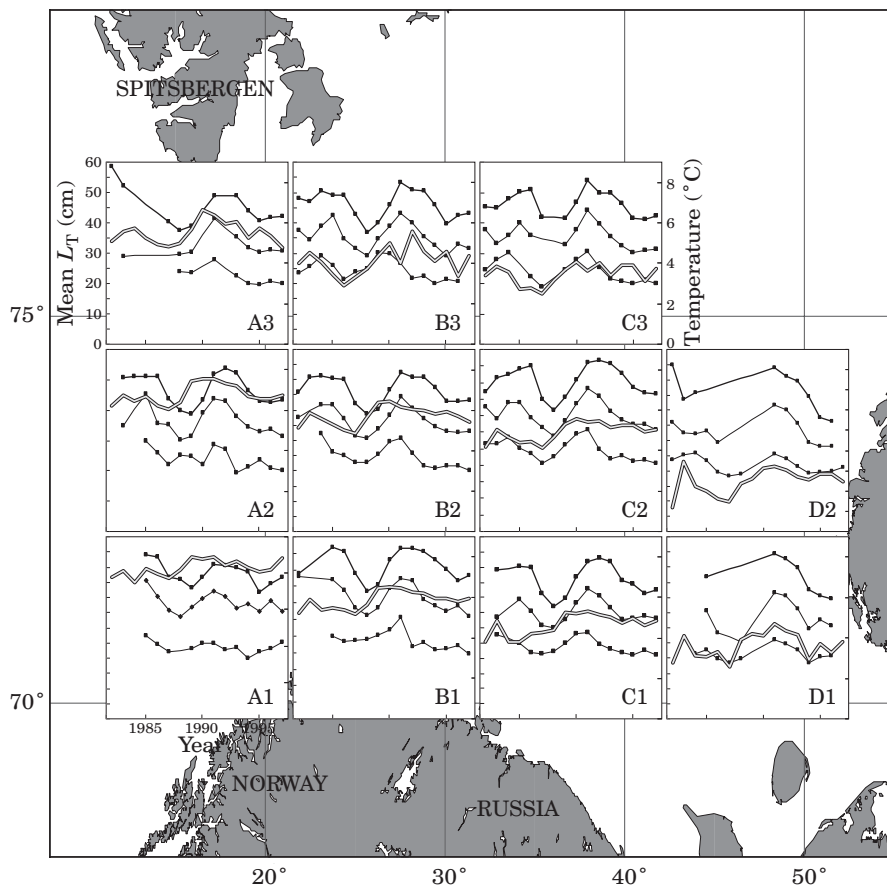 SPITSBERGEN
60
50
40
30
20
10
0
Mean L_T (cm)
A3
B3
C3
8
6
4
2
0
Temperature (°C)
75°
A2
B2
C2
D2
A1
B1
C1
D1
70°
1985 1990
Year
NORWAY
RUSSIA
20° 30° 40° 50°